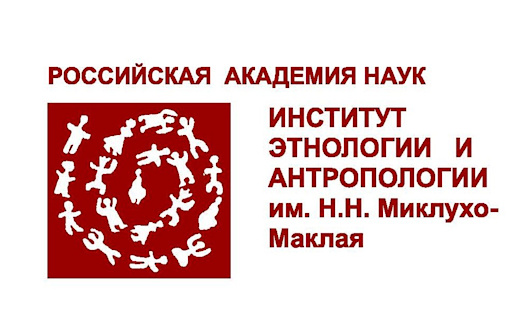 РОССИЙСКАЯ АКАДЕМИЯ НАУК
ИНСТИТУТ
ЭТНОЛОГИИ И
АНТРОПОЛОГИИ
им. Н.Н. Миклухо-
Маклая